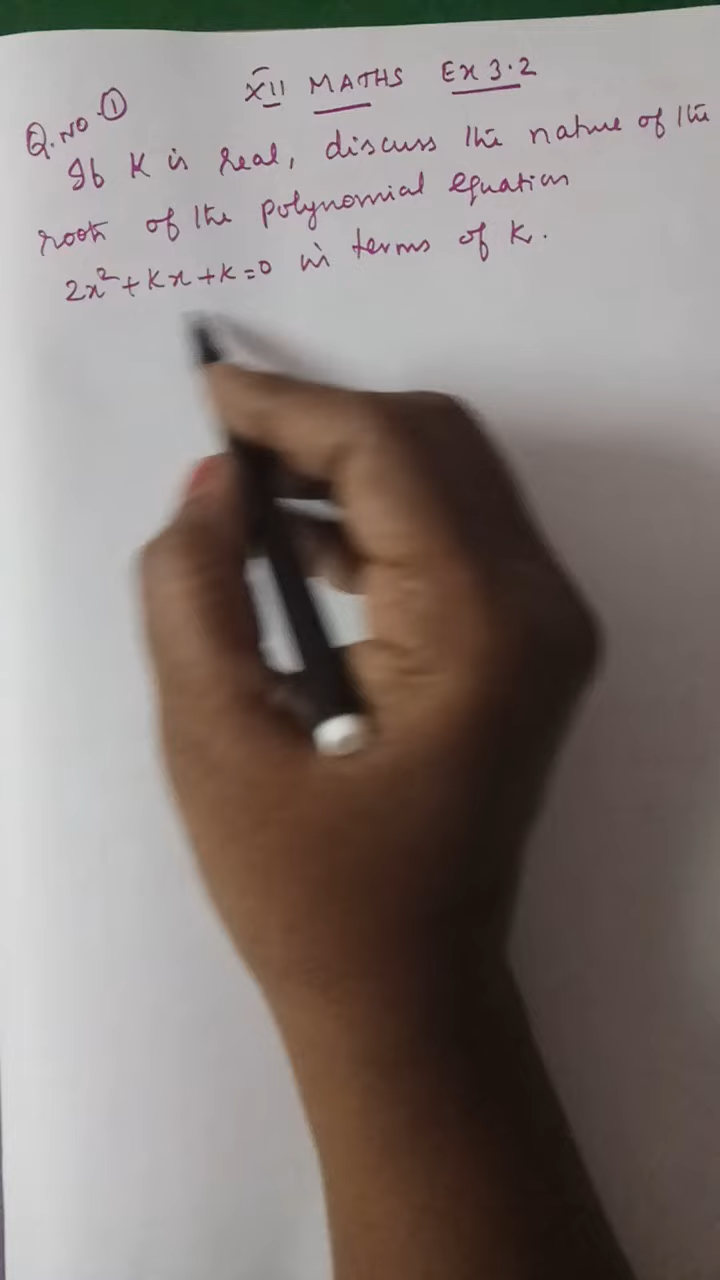 XII MATHS Ex 3.2
Q.NO ①
If K is real, discuss the nature of the
roots of the polynomial equation
2x² + Kx + K = 0 in terms of K.